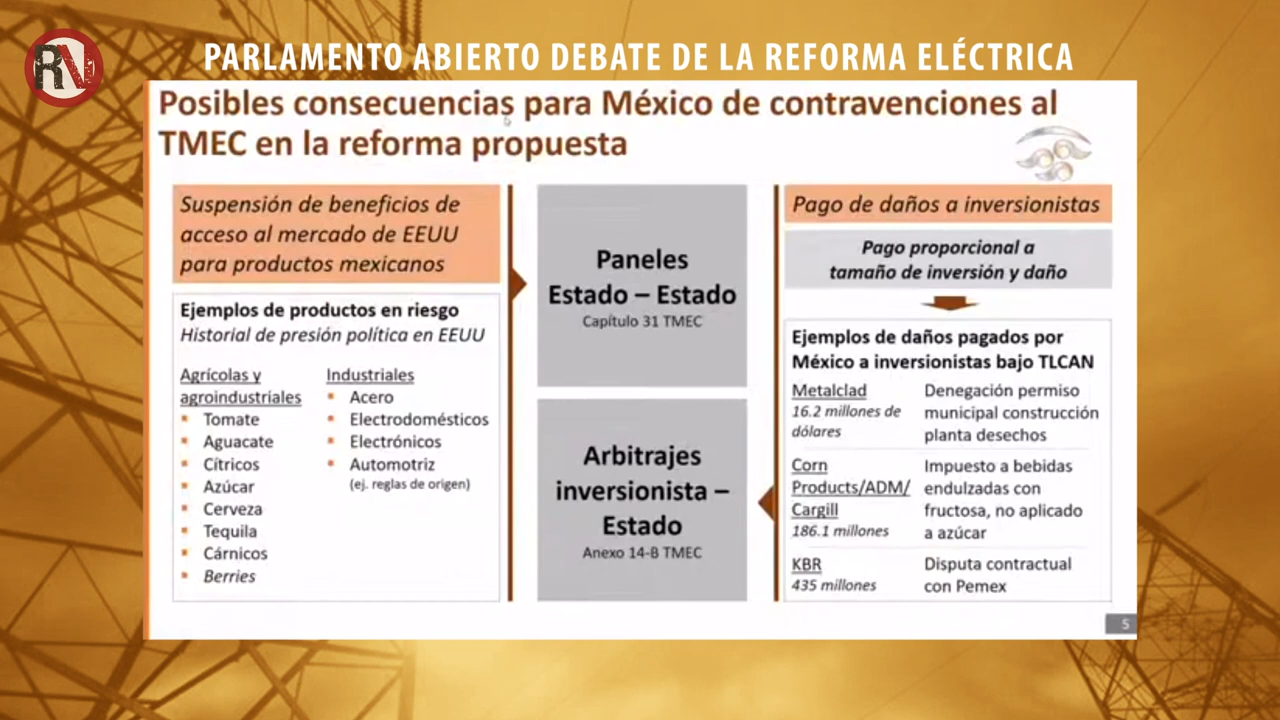 RN
PARLAMENTO ABIERTO DEBATE DE LA REFORMA ELÉCTRICA
Posibles consecuencias para México de contravenciones al
TMEC en la reforma propuesta
Suspensión de beneficios de
acceso al mercado de EEUU
para productos mexicanos
Ejemplos de productos en riesgo
Historial de presión política en EEUU
Agrícolas y
agroindustriales
▪ Tomate
▪ Aguacate
▪ Cítricos
▪ Azúcar
▪ Cerveza
▪ Tequila
▪ Cárnicos
▪ Berries
Industriales
▪ Acero
▪ Electrodomésticos
▪ Electrónicos
▪ Automotriz
(ej. reglas de origen)
Paneles
Estado – Estado
Capítulo 31 TMEC
Arbitrajes
inversionista –
Estado
Anexo 14-B TMEC
Pago de daños a inversionistas
Pago proporcional a
tamaño de inversión y daño
Ejemplos de daños pagados por
México a inversionistas bajo TLCAN
Metalclad
16.2 millones de
dólares
Denegación permiso
municipal construcción
planta desechos
Corn
Products/ADM/
Cargill
186.1 millones
Impuesto a bebidas
endulzadas con
fructosa, no aplicado
a azúcar
KBR
435 millones
Disputa contractual
con Pemex
5